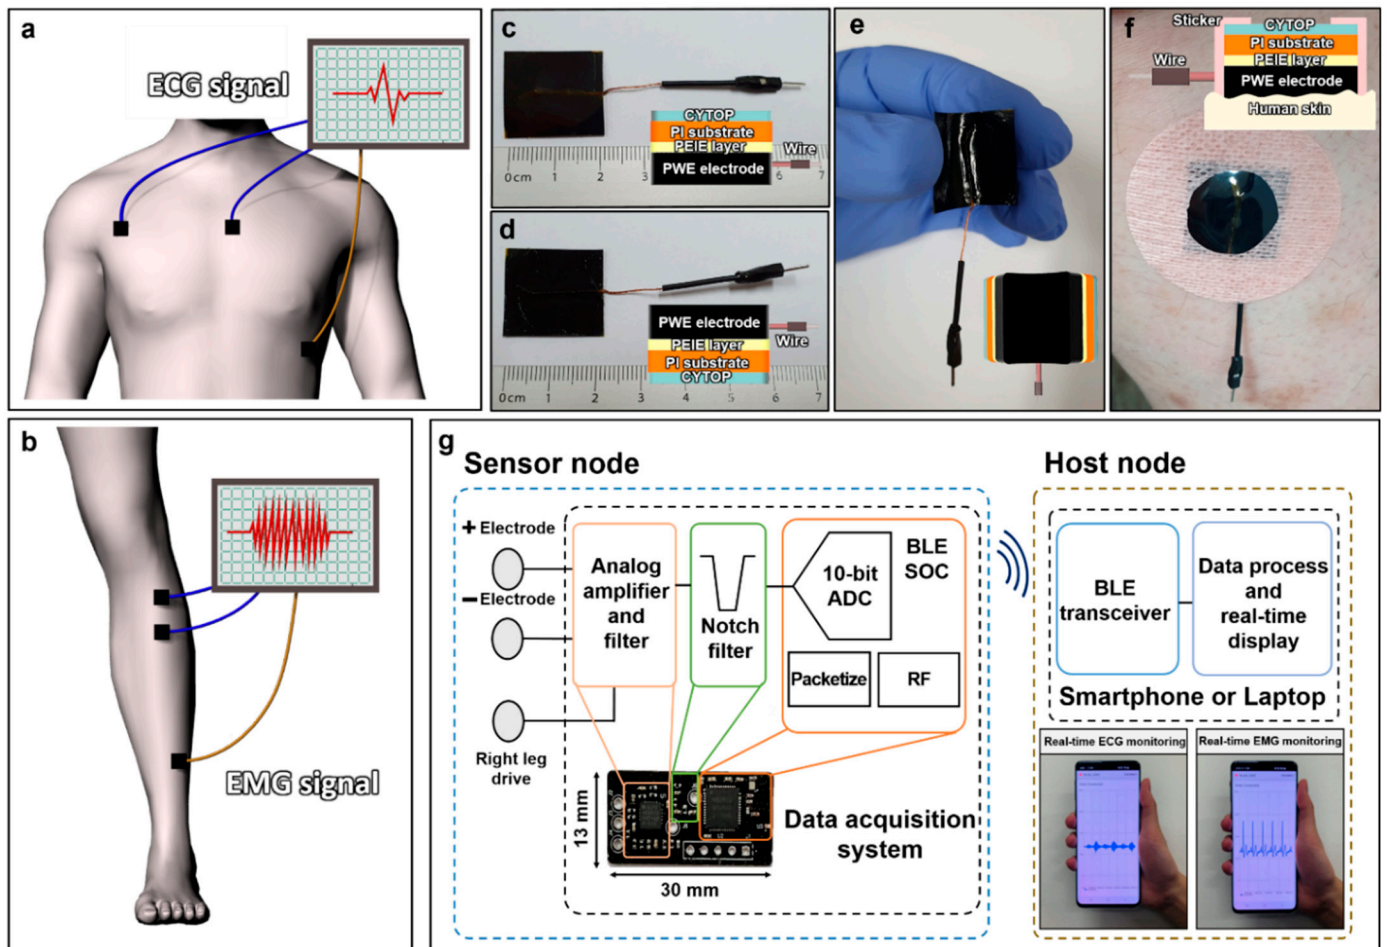 a
ECG signal
b
EMG signal
c
CYTOP
PI substrate
PEIE layer
PWE electrode
Wire
0cm 1 2 3 4 5 6 7
d
PWE electrode
Wire
PEIE layer
PI substrate
CYTOP
0cm 1 2 3 4 5 6 7
e
f
Sticker
CYTOP
PI substrate
PEIE layer
Wire
PWE electrode
Human skin
g
Sensor node
+ Electrode
− Electrode
Right leg
drive
Analog
amplifier
and
filter
Notch
filter
10-bit
ADC
BLE
SOC
Packetize
RF
13 mm
30 mm
Data acquisition
system
Host node
BLE
transceiver
Data process
and
real-time
display
Smartphone or Laptop
Real-time ECG monitoring
Real-time EMG monitoring